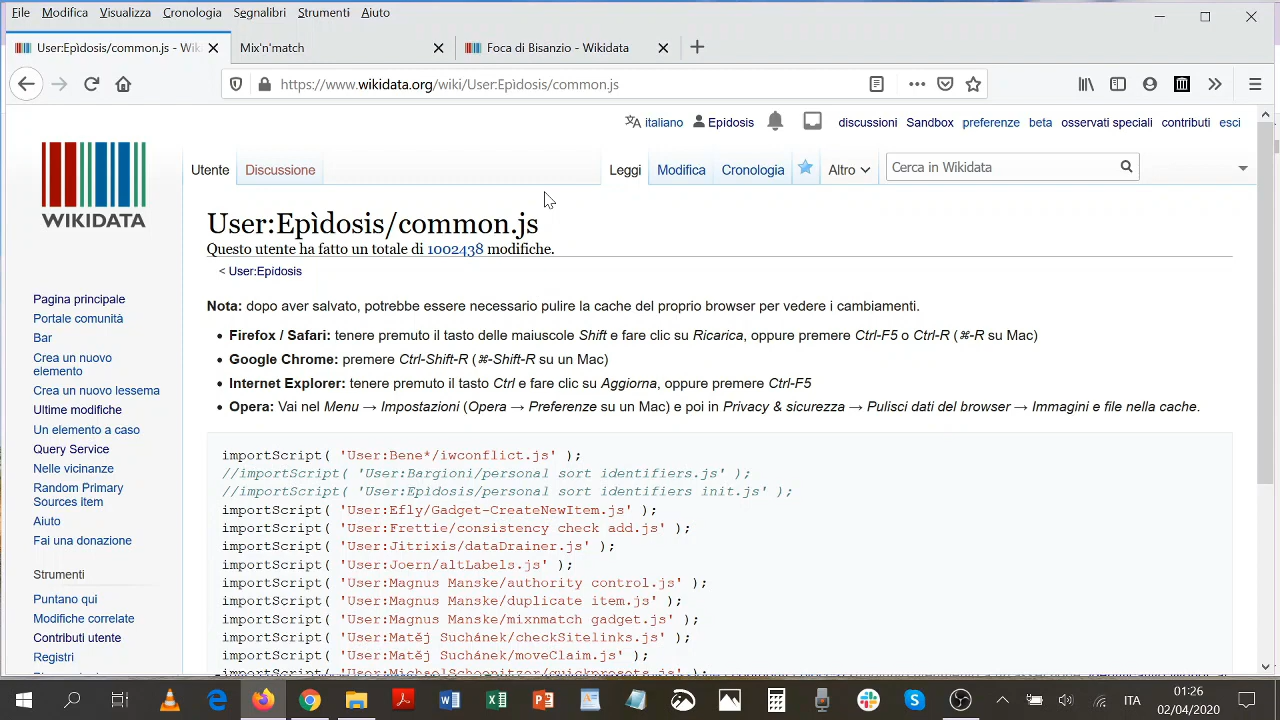 File Modifica Visualizza Cronologia Segnalibri Strumenti Aiuto
User:Epìdosis/common.js - Wik
Mix'n'match
Foca di Bisanzio - Wikidata
https://www.wikidata.org/wiki/User:Epìdosis/common.js
italiano Epìdosis discussioni Sandbox preferenze beta osservati speciali contributi esci
WIKIDATA
Utente Discussione Leggi Modifica Cronologia Altro Cerca in Wikidata
User:Epìdosis/common.js
Questo utente ha fatto un totale di 1002438 modifiche.
< User:Epìdosis
Nota: dopo aver salvato, potrebbe essere necessario pulire la cache del proprio browser per vedere i cambiamenti.
Firefox / Safari: tenere premuto il tasto delle maiuscole Shift e fare clic su Ricarica, oppure premere Ctrl-F5 o Ctrl-R (⌘-R su Mac)
Google Chrome: premere Ctrl-Shift-R (⌘-Shift-R su un Mac)
Internet Explorer: tenere premuto il tasto Ctrl e fare clic su Aggiorna, oppure premere Ctrl-F5
Opera: Vai nel Menu → Impostazioni (Opera → Preferenze su un Mac) e poi in Privacy & sicurezza → Pulisci dati del browser → Immagini e file nella cache.
importScript( 'User:Bene*/iwconflict.js' );
//importScript( 'User:Bargioni/personal sort identifiers.js' );
//importScript( 'User:Epìdosis/personal sort identifiers init.js' );
importScript( 'User:Efly/Gadget-CreateNewItem.js' );
importScript( 'User:Frettie/consistency check add.js' );
importScript( 'User:Jitrixis/dataDrainer.js' );
importScript( 'User:Joern/altLabels.js' );
importScript( 'User:Magnus Manske/authority control.js' );
importScript( 'User:Magnus Manske/duplicate item.js' );
importScript( 'User:Magnus Manske/mixnmatch gadget.js' );
importScript( 'User:Matěj Suchánek/checkSitelinks.js' );
importScript( 'User:Matěj Suchánek/moveClaim.js' );
Pagina principale
Portale comunità
Bar
Crea un nuovo
elemento
Crea un nuovo lessema
Ultime modifiche
Un elemento a caso
Query Service
Nelle vicinanze
Random Primary
Sources item
Aiuto
Fai una donazione
Strumenti
Puntano qui
Modifiche correlate
Contributi utente
Registri
ITA
01:26
02/04/2020